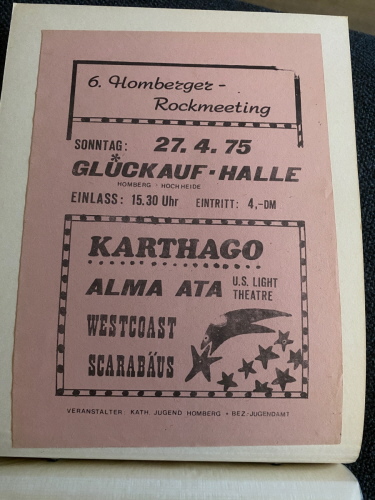 6. Homberger -
Rockmeeting
SONNTAG: 27. 4. 75
GLÜCKAUF - HALLE
HOMBERG - HOCHHEIDE
EINLASS: 15.30 Uhr EINTRITT: 4,-DM
KARTHAGO
ALMA ATA U.S. LIGHT
THEATRE
WESTCOAST
SCARABÄUS
VERANSTALTER: KATH. JUGEND HOMBERG + BEZ.-JUGENDAMT